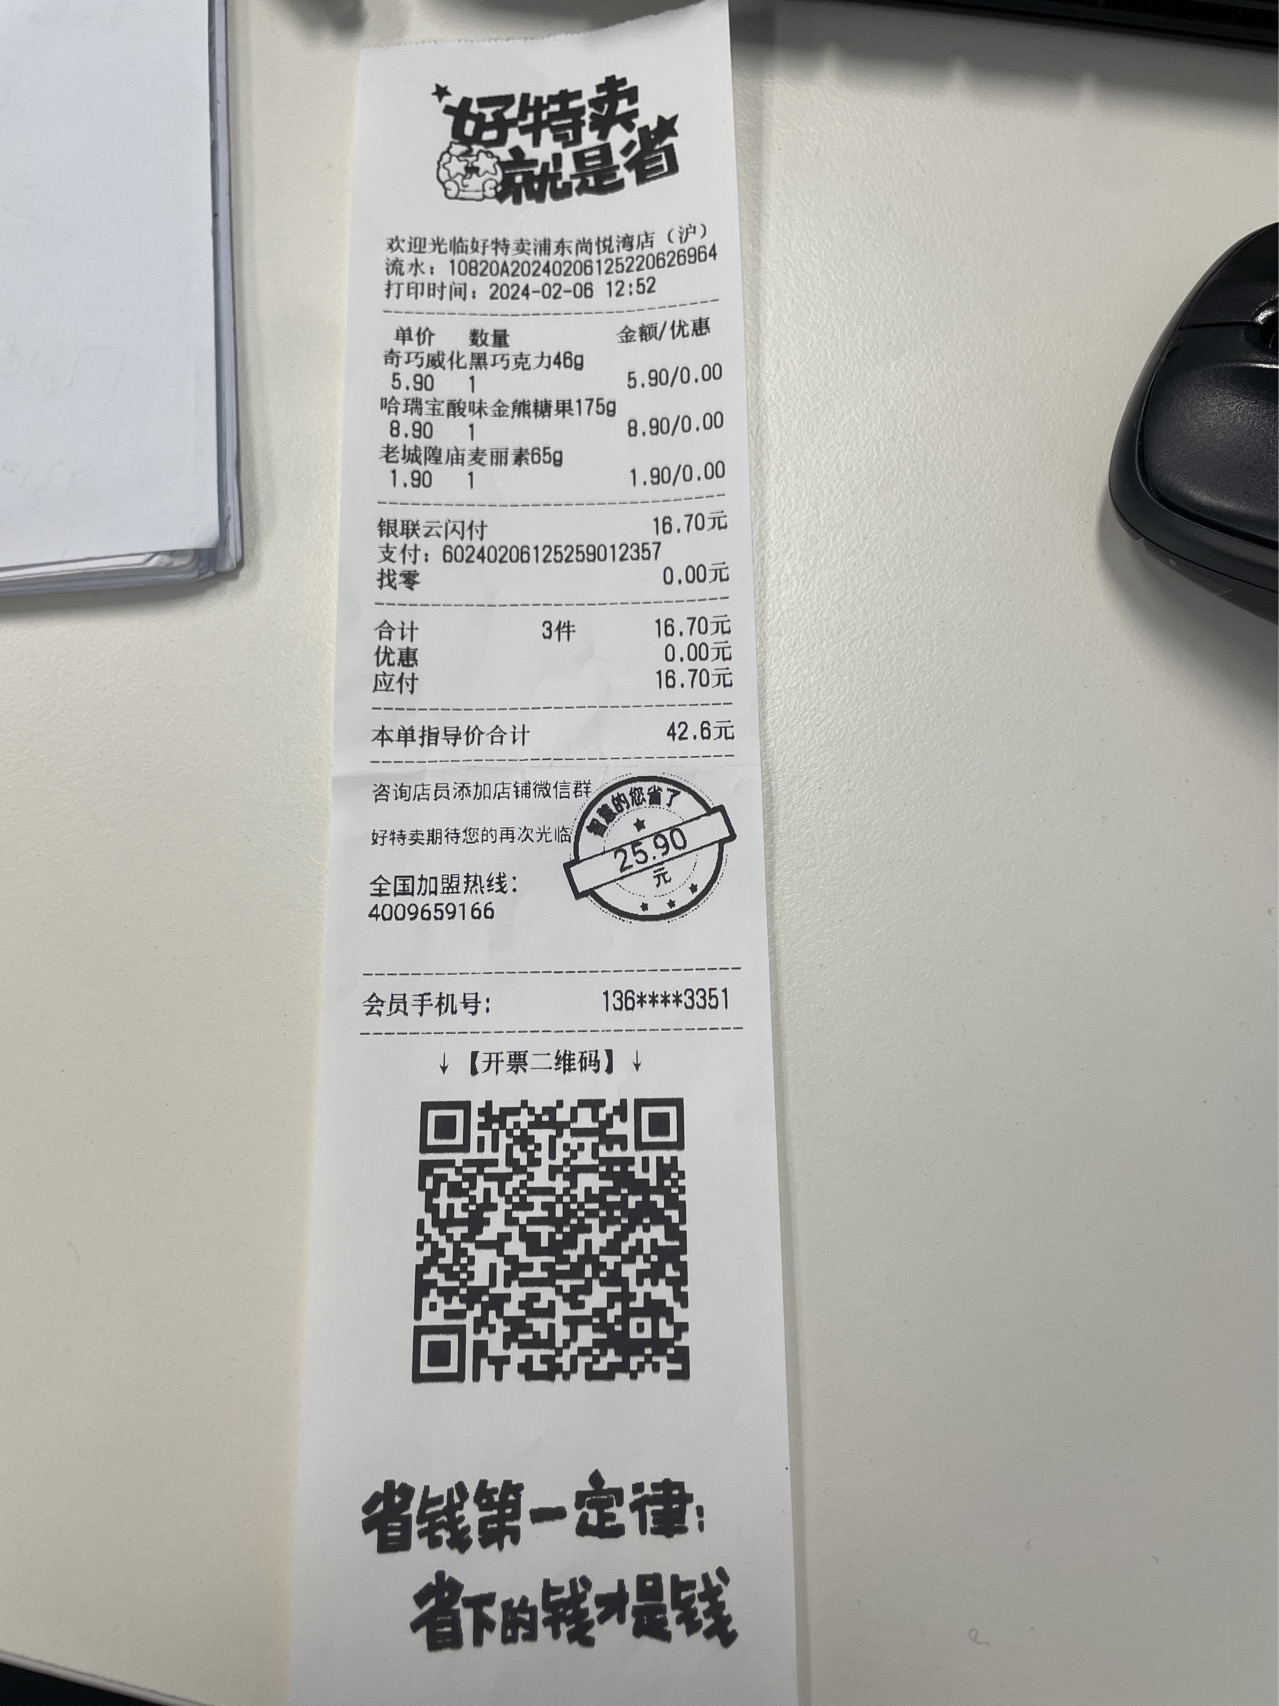 好特卖
就是省
欢迎光临好特卖浦东尚悦湾店（沪）
流水：10820A20240206125220626964
打印时间：2024-02-06 12:52
单价 数量 金额/优惠
奇巧威化黑巧克力46g
5.90 1 5.90/0.00
哈瑞宝酸味金熊糖果175g
8.90 1 8.90/0.00
老城隍庙麦丽素65g
1.90 1 1.90/0.00
银联云闪付 16.70元
支付：60240206125259012357
找零 0.00元
合计 3件 16.70元
优惠 0.00元
应付 16.70元
本单指导价合计 42.6元
咨询店员添加店铺微信群
好特卖期待您的再次光临
智慧的您省了
25.90
元
全国加盟热线：
4009659166
会员手机号： 136****3351
↓【开票二维码】↓
省钱第一定律：
省下的钱才是钱